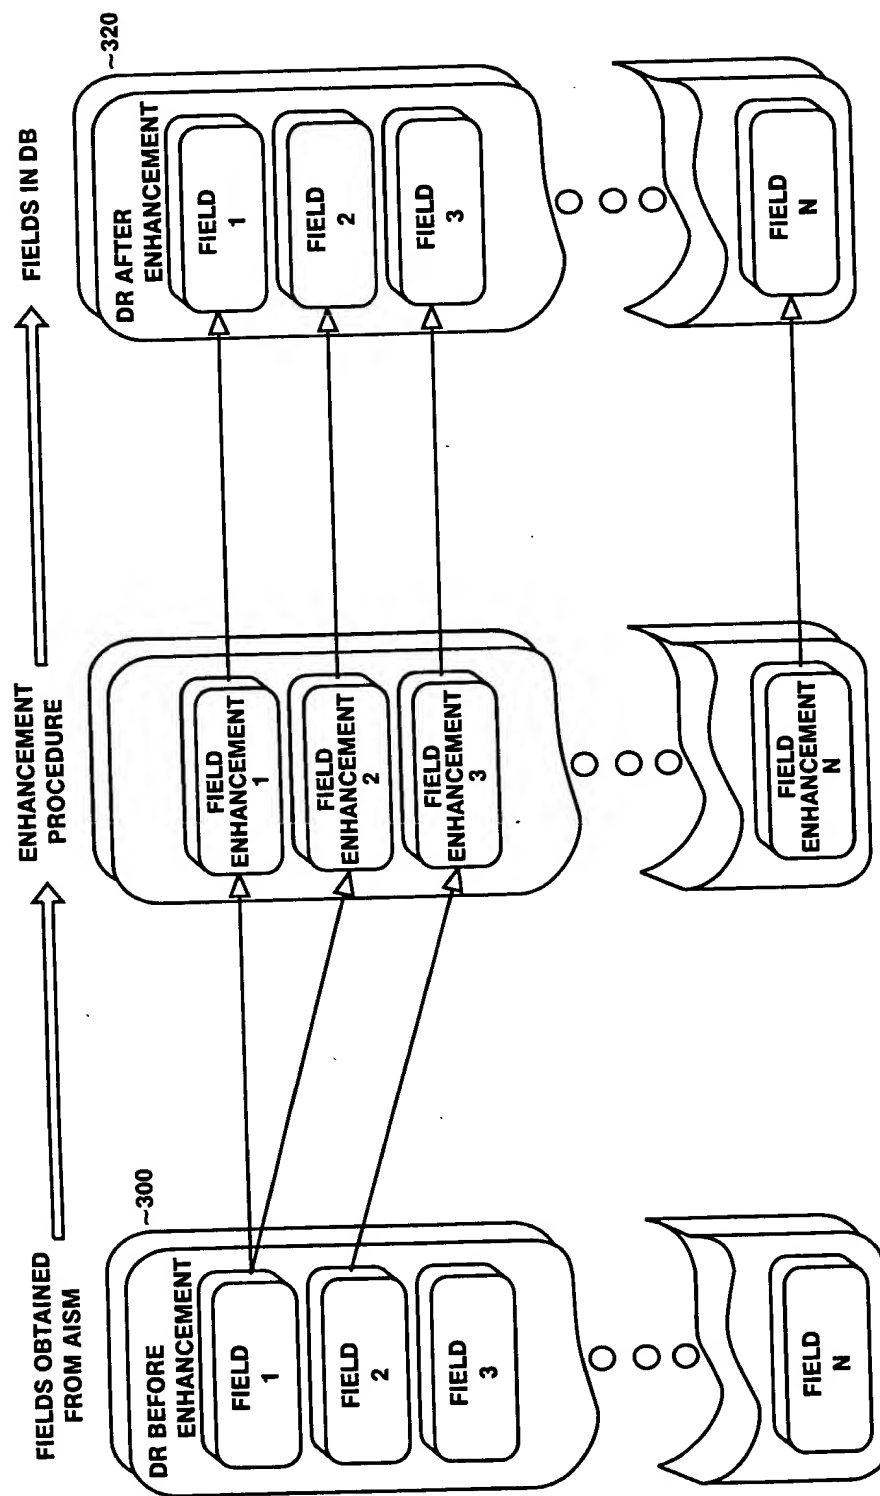 FIELDS OBTAINED
FROM AISM
ENHANCEMENT
PROCEDURE
FIELDS IN DB
~300
DR BEFORE
ENHANCEMENT
FIELD
1
FIELD
2
FIELD
3
FIELD
N
FIELD
ENHANCEMENT
1
FIELD
ENHANCEMENT
2
FIELD
ENHANCEMENT
3
FIELD
ENHANCEMENT
N
~320
DR AFTER
ENHANCEMENT
FIELD
1
FIELD
2
FIELD
3
FIELD
N